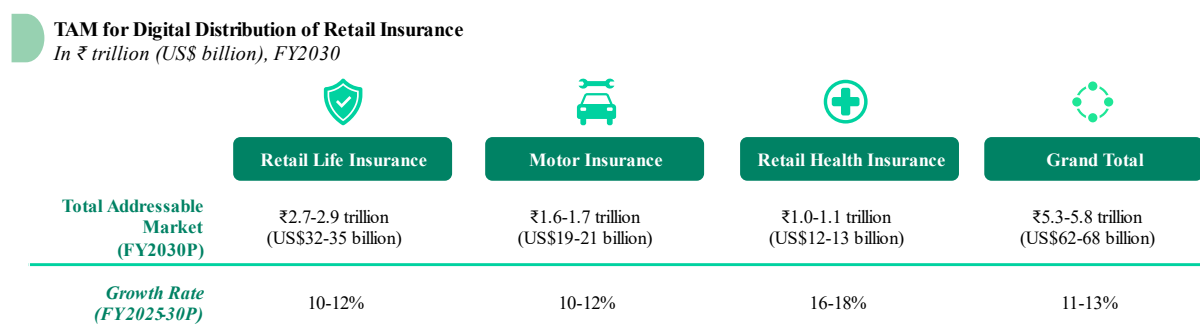 TAM for Digital Distribution of Retail Insurance
In ₹ trillion (US$ billion), FY2030
Retail Life Insurance
Motor Insurance
Retail Health Insurance
Grand Total
Total Addressable
Market
(FY2030P)
₹2.7-2.9 trillion
(US$32-35 billion)
₹1.6-1.7 trillion
(US$19-21 billion)
₹1.0-1.1 trillion
(US$12-13 billion)
₹5.3-5.8 trillion
(US$62-68 billion)
Growth Rate
(FY2025-30P)
10-12%
10-12%
16-18%
11-13%